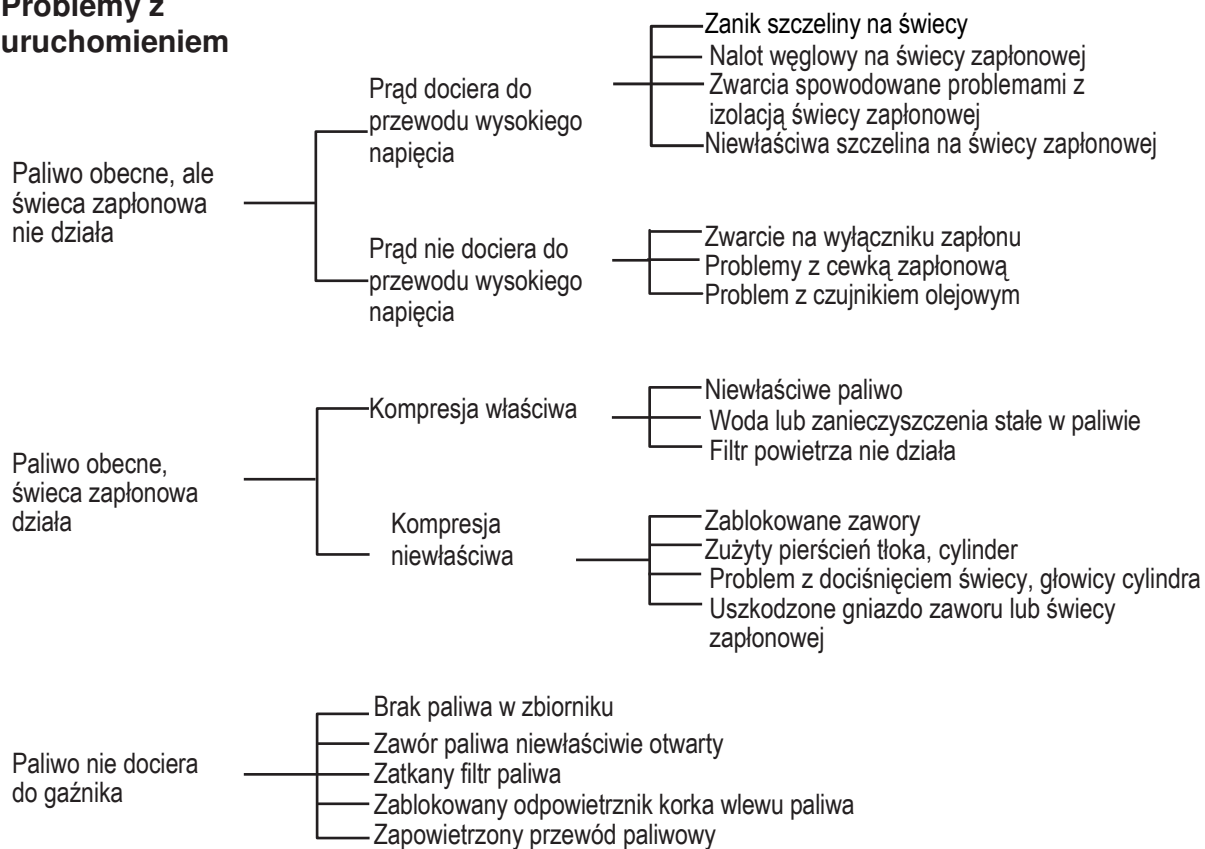 Problemy z
uruchomieniem
Paliwo obecne, ale
świeca zapłonowa
nie działa
Prąd dociera do
przewodu wysokiego
napięcia
Zanik szczeliny na świecy
Nalot węglowy na świecy zapłonowej
Zwarcia spowodowane problemami z
izolacją świecy zapłonowej
Niewłaściwa szczelina na świecy zapłonowej
Prąd nie dociera do
przewodu wysokiego
napięcia
Zwarcie na wyłączniku zapłonu
Problemy z cewką zapłonową
Problem z czujnikiem olejowym
Paliwo obecne,
świeca zapłonowa
działa
Kompresja właściwa
Niewłaściwe paliwo
Woda lub zanieczyszczenia stałe w paliwie
Filtr powietrza nie działa
Kompresja
niewłaściwa
Zablokowane zawory
Zużyty pierścień tłoka, cylinder
Problem z dociśnięciem świecy, głowicy cylindra
Uszkodzone gniazdo zaworu lub świecy
zapłonowej
Paliwo nie dociera
do gaźnika
Brak paliwa w zbiorniku
Zawór paliwa niewłaściwie otwarty
Zatkany filtr paliwa
Zablokowany odpowietrznik korka wlewu paliwa
Zapowietrzony przewód paliwowy